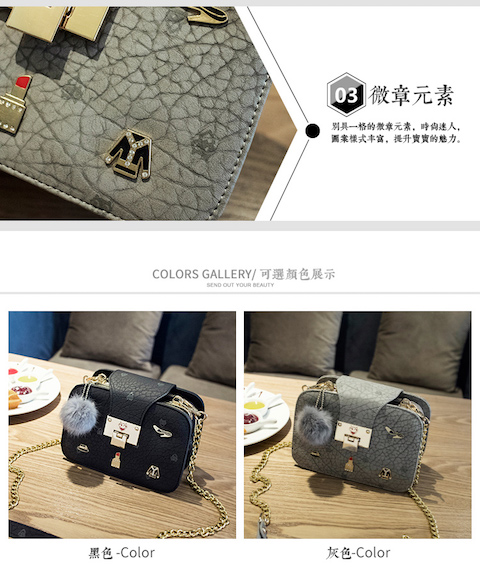 03 徽章元素
別具一格的徽章元素，時尚迷人，
圖案樣式丰富，提升寶寶的魅力。
COLORS GALLERY/ 可選顏色展示
SEND OUT YOUR BEAUTY
黑色-Color
灰色-Color